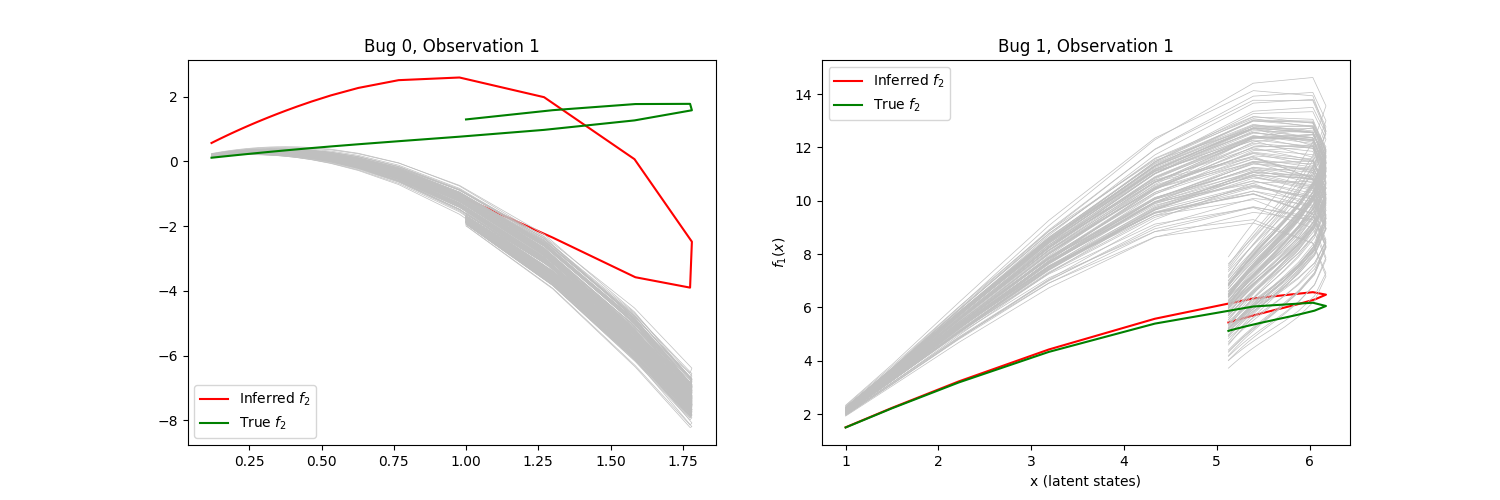 Bug 0, Observation 1
2
0
−2
−4
−6
−8
Inferred f₂
True f₂
0.25 0.50 0.75 1.00 1.25 1.50 1.75
Bug 1, Observation 1
Inferred f₂
True f₂
14
12
10
8
6
4
2
f₁(x)
1 2 3 4 5 6
x (latent states)